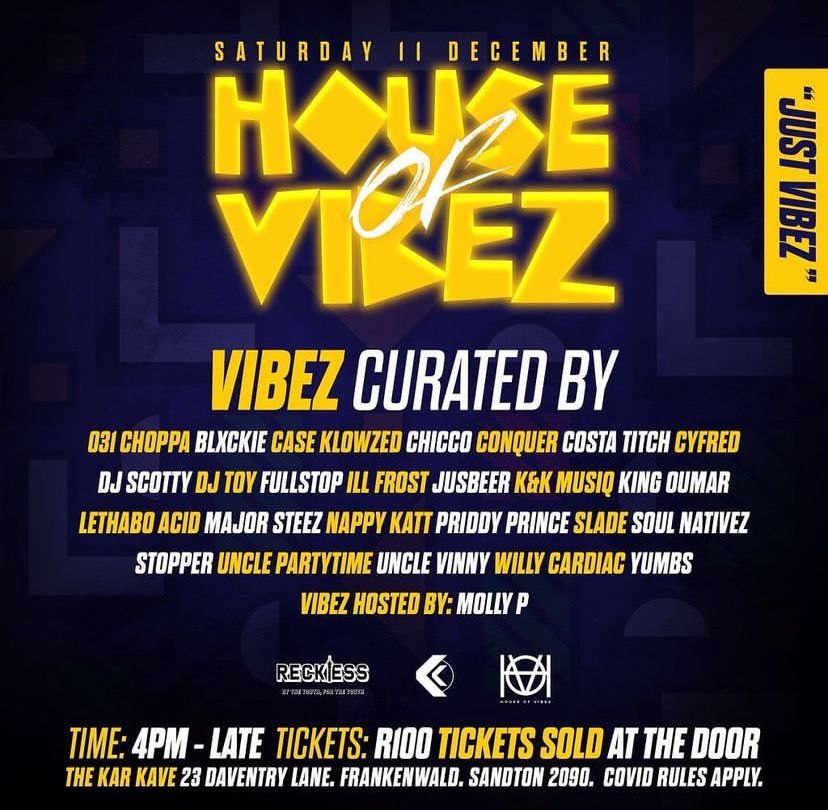 SATURDAY 11 DECEMBER
HOUSE
OF
VIBEZ
"JUST VIBEZ"
VIBEZ CURATED BY
031 CHOPPA BLXCKIE CASE KLOWZED CHICCO CONQUER COSTA TITCH CYFRED
DJ SCOTTY DJ TOY FULLSTOP ILL FROST JUSBEER K&K MUSIQ KING OUMAR
LETHABO ACID MAJOR STEEZ NAPPY KATT PRIDDY PRINCE SLADE SOUL NATIVEZ
STOPPER UNCLE PARTYTIME UNCLE VINNY WILLY CARDIAC YUMBS
VIBEZ HOSTED BY: MOLLY P
RECKLESS
BY THE YOUTH, FOR THE YOUTH
HOUSE OF VIBEZ
TIME: 4PM - LATE TICKETS: R100 TICKETS SOLD AT THE DOOR
THE KAR KAVE 23 DAVENTRY LANE. FRANKENWALD. SANDTON 2090. COVID RULES APPLY.